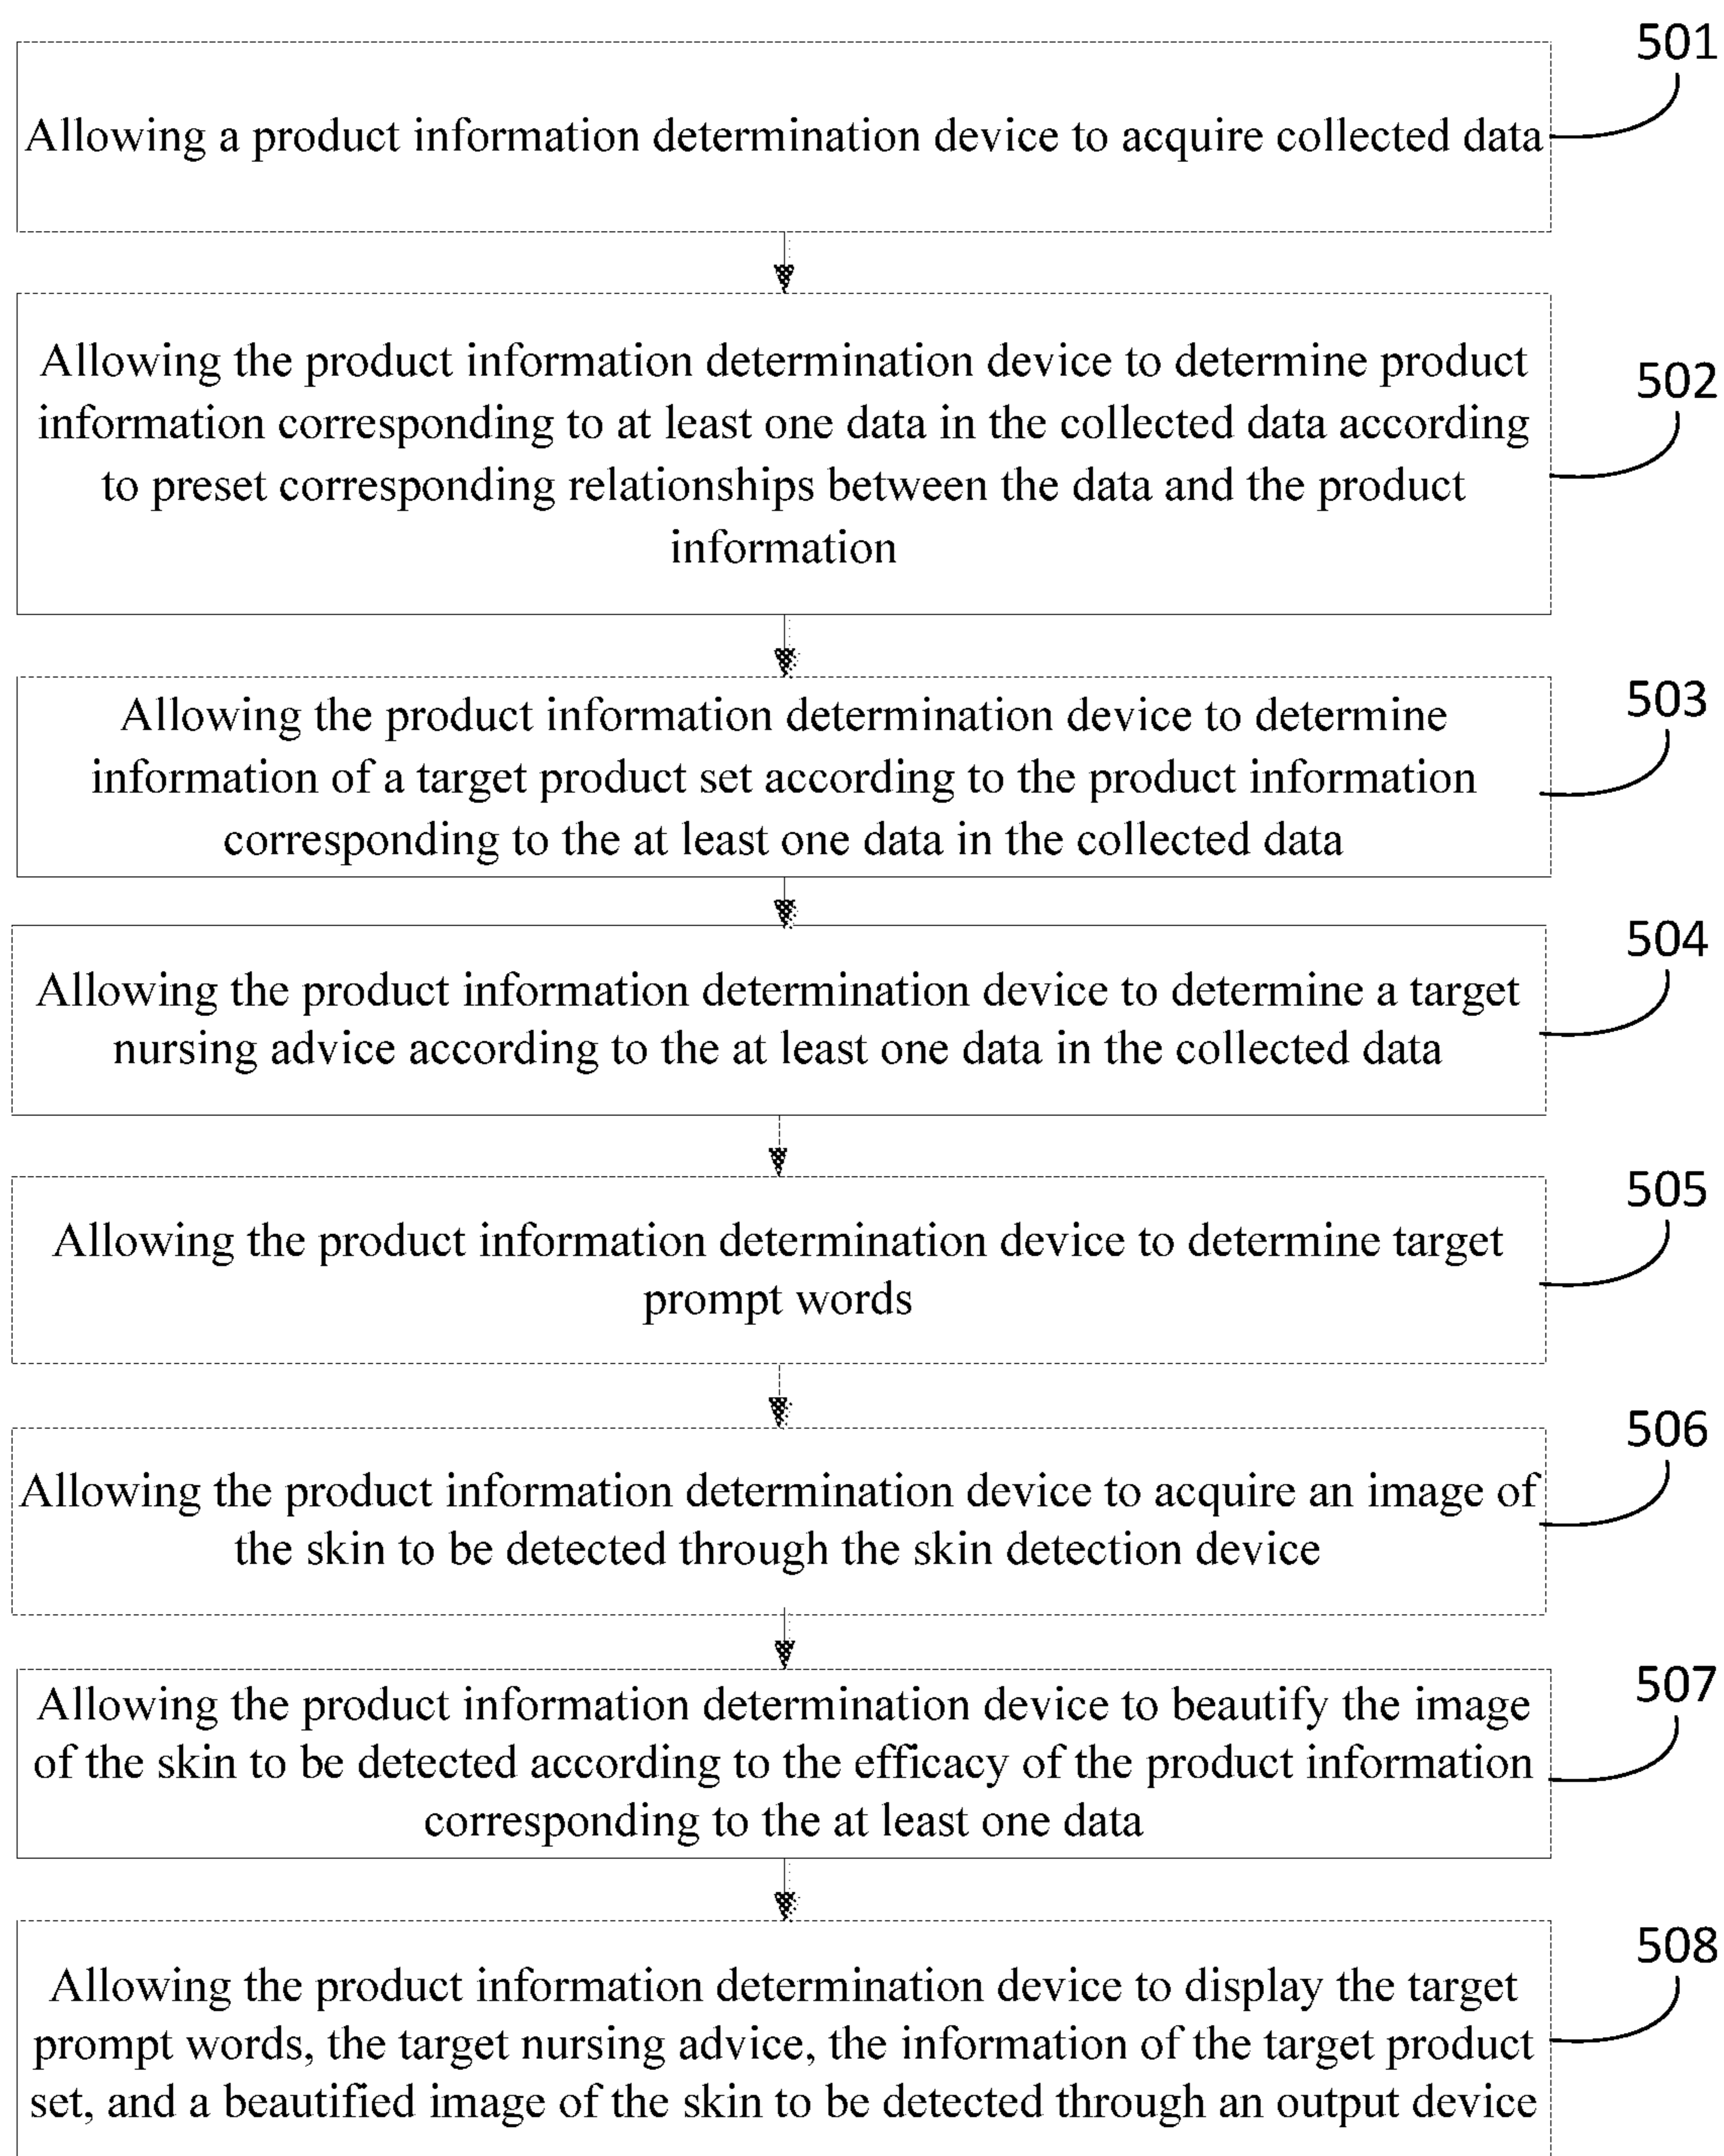 501
Allowing a product information determination device to acquire collected data
Allowing the product information determination device to determine product
502
information corresponding to at least one data in the collected data according
to preset corresponding relationships between the data and the product
information
503
Allowing the product information determination device to determine
information of a target product set according to the product information
corresponding to the at least one data in the collected data
504
Allowing the product information determination device to determine a target
nursing advice according to the at least one data in the collected data
505
Allowing the product information determination device to determine target
prompt words
506
Allowing the product information determination device to acquire an image of
the skin to be detected through the skin detection device
507
Allowing the product information determination device to beautify the image
of the skin to be detected according to the efficacy of the product information
corresponding to the at least one data
508
Allowing the product information determination device to display the target
prompt words, the target nursing advice, the information of the target product
set, and a beautified image of the skin to be detected through an output device